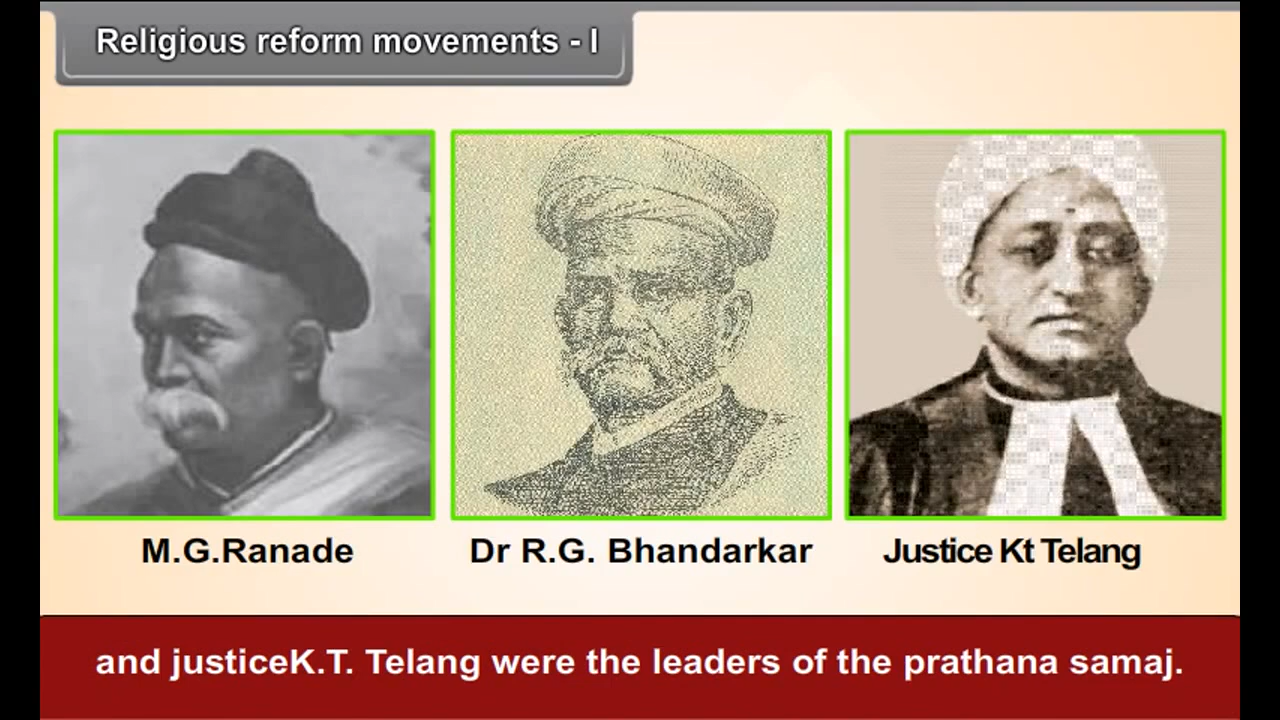 Religious reform movements - I
M.G.Ranade
Dr R.G. Bhandarkar
Justice Kt Telang
and justiceK.T. Telang were the leaders of the prathana samaj.